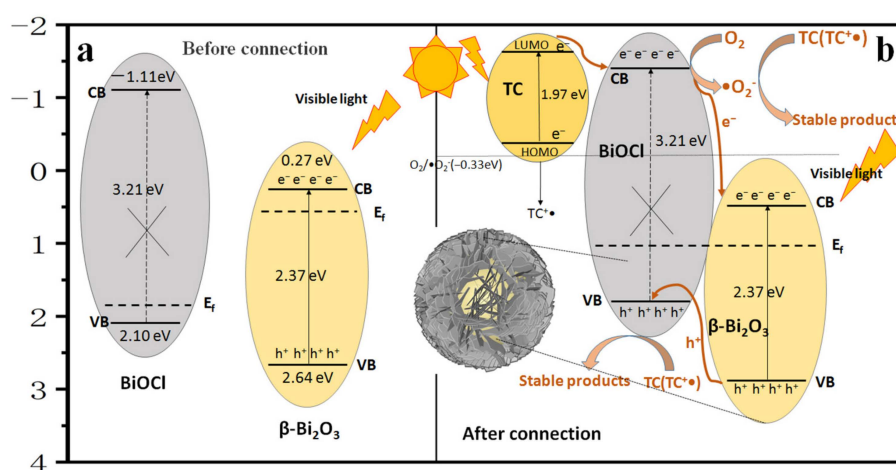 −2
−1
0
1
2
3
4
a
Before connection
−1.11eV
CB
3.21 eV
E_f
VB
2.10 eV
BiOCl
Visible light
0.27 eV
e⁻ e⁻ e⁻ e⁻
CB
E_f
2.37 eV
h⁺ h⁺ h⁺ h⁺
VB
2.64 eV
β-Bi₂O₃
b
LUMO
e⁻
TC
1.97 eV
e⁻
HOMO
O₂/•O₂⁻(−0.33eV)
TC⁺•
e⁻ e⁻ e⁻ e⁻
CB
3.21 eV
BiOCl
VB
h⁺ h⁺ h⁺ h⁺
O₂
•O₂⁻
TC(TC⁺•)
Stable product
e⁻
Visible light
e⁻ e⁻ e⁻ e⁻
CB
E_f
2.37 eV
β-Bi₂O₃
h⁺
h⁺ h⁺ h⁺ h⁺
VB
Stable products
TC(TC⁺•)
After connection